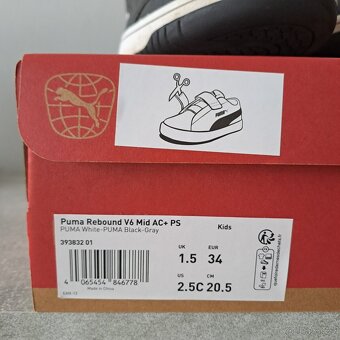 PUMA
Puma Rebound V6 Mid AC+ PS
Kids
PUMA White-PUMA Black-Gray
393832 01
UK EUR
1.5 34
US CM
2.5C 20.5
4 065454 846778
Made in China